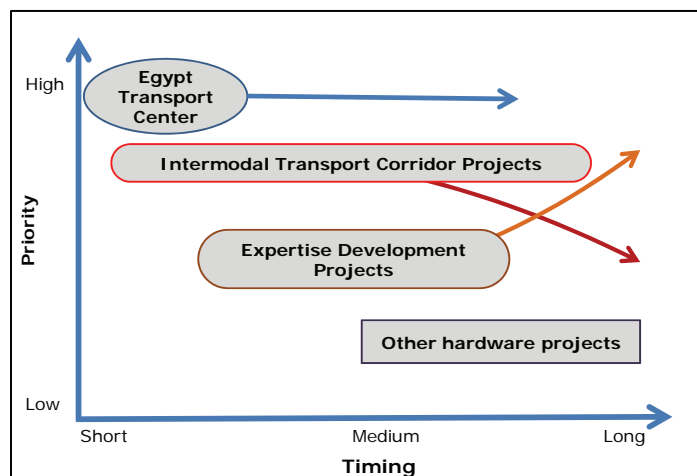 High
Egypt
Transport
Center
Intermodal Transport Corridor Projects
Priority
Expertise Development
Projects
Other hardware projects
Low
Short
Medium
Long
Timing